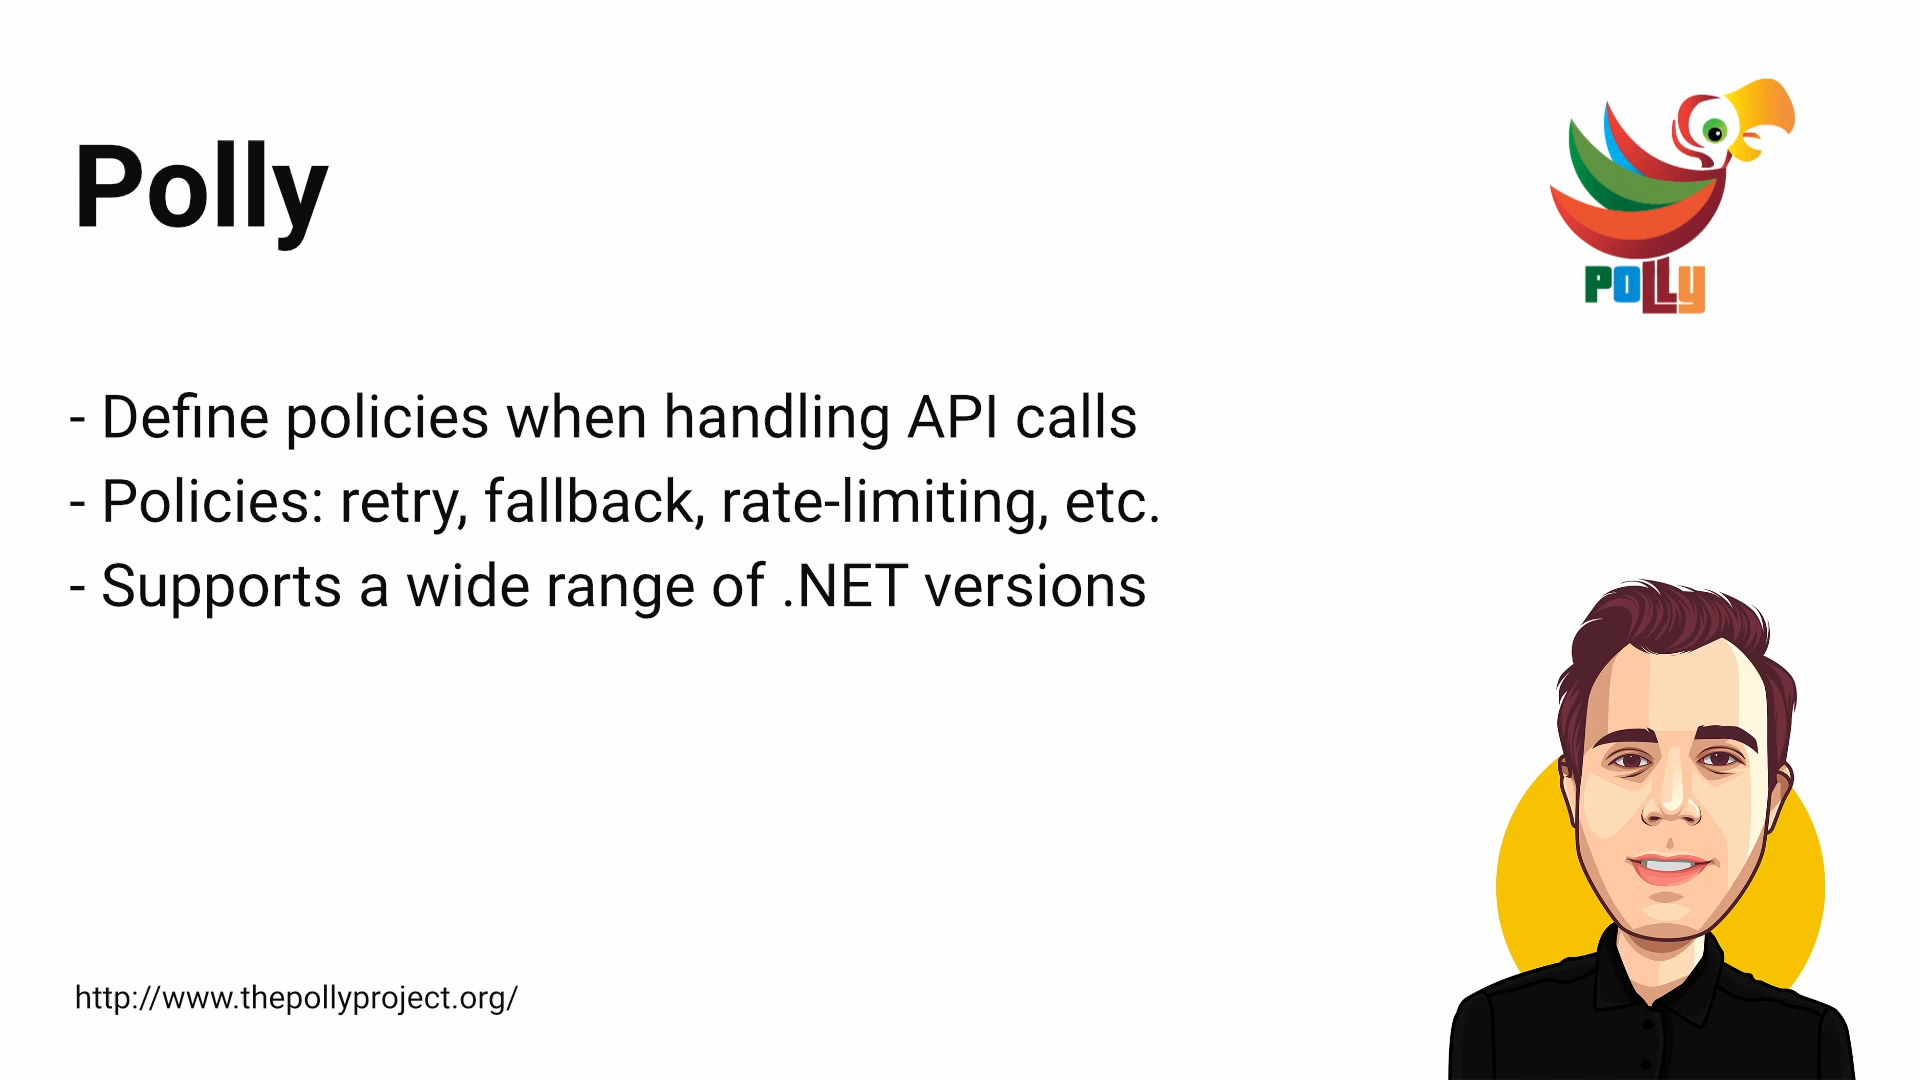 Polly
POLLY
- Define policies when handling API calls
- Policies: retry, fallback, rate-limiting, etc.
- Supports a wide range of .NET versions
http://www.thepollyproject.org/